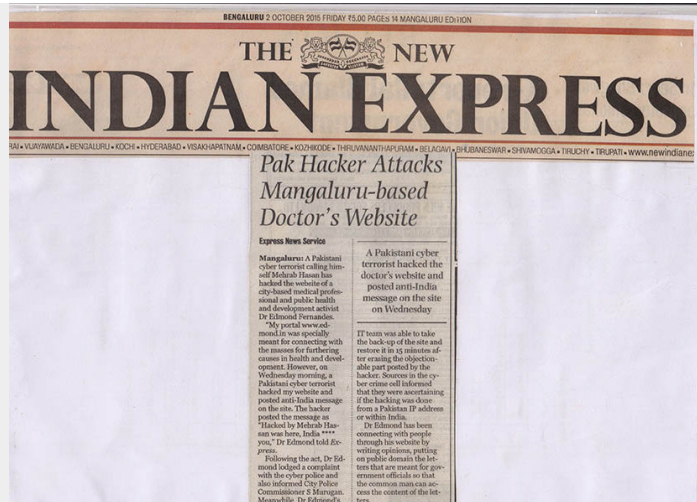 BENGALURU 2 OCTOBER 2015 FRIDAY ₹5.00 PAGES 14 MANGALURU EDITION
THE NEW
INDIAN EXPRESS
RAI • VIJAYAWADA • BENGALURU • KOCHI • HYDERABAD • VISAKHAPATNAM • COIMBATORE • KOZHIKODE • THIRUVANANTHAPURAM • BELAGAVI • BHUBANESWAR • SHIVAMOGGA • TIRUCHY • TIRUPATI • www.newindianex
Pak Hacker Attacks
Mangaluru-based
Doctor's Website
Express News Service
Mangaluru: A Pakistani
cyber terrorist calling him-
self Mehrab Hasan has
hacked the website of a
city-based medical profes-
sional and public health
and development activist
Dr Edmond Fernandes.
"My portal www.ed-
mond.in was specially
meant for connecting with
the masses for furthering
causes in health and devel-
opment. However, on
Wednesday morning, a
Pakistani cyber terrorist
hacked my website and
posted anti-India message
on the site. The hacker
posted the message as
"Hacked by Mehrab Has-
san was here, India ****
you," Dr Edmond told Ex-
press.
Following the act, Dr Ed-
mond lodged a complaint
with the cyber police and
also informed City Police
Commissioner S Murugan.
Meanwhile, Dr Edmond's
A Pakistani cyber
terrorist hacked the
doctor's website and
posted anti-India
message on the site
on Wednesday
IT team was able to take
the back-up of the site and
restore it in 15 minutes af-
ter erasing the objection-
able part posted by the
hacker. Sources in the cy-
ber crime cell informed
that they were ascertaining
if the hacking was done
from a Pakistan IP address
or within India.
Dr Edmond has been
connecting with people
through his website by
writing opinions, putting
on public domain the let-
ters that are meant for gov-
ernment officials so that
the common man can ac-
cess the content of the let-
ters.